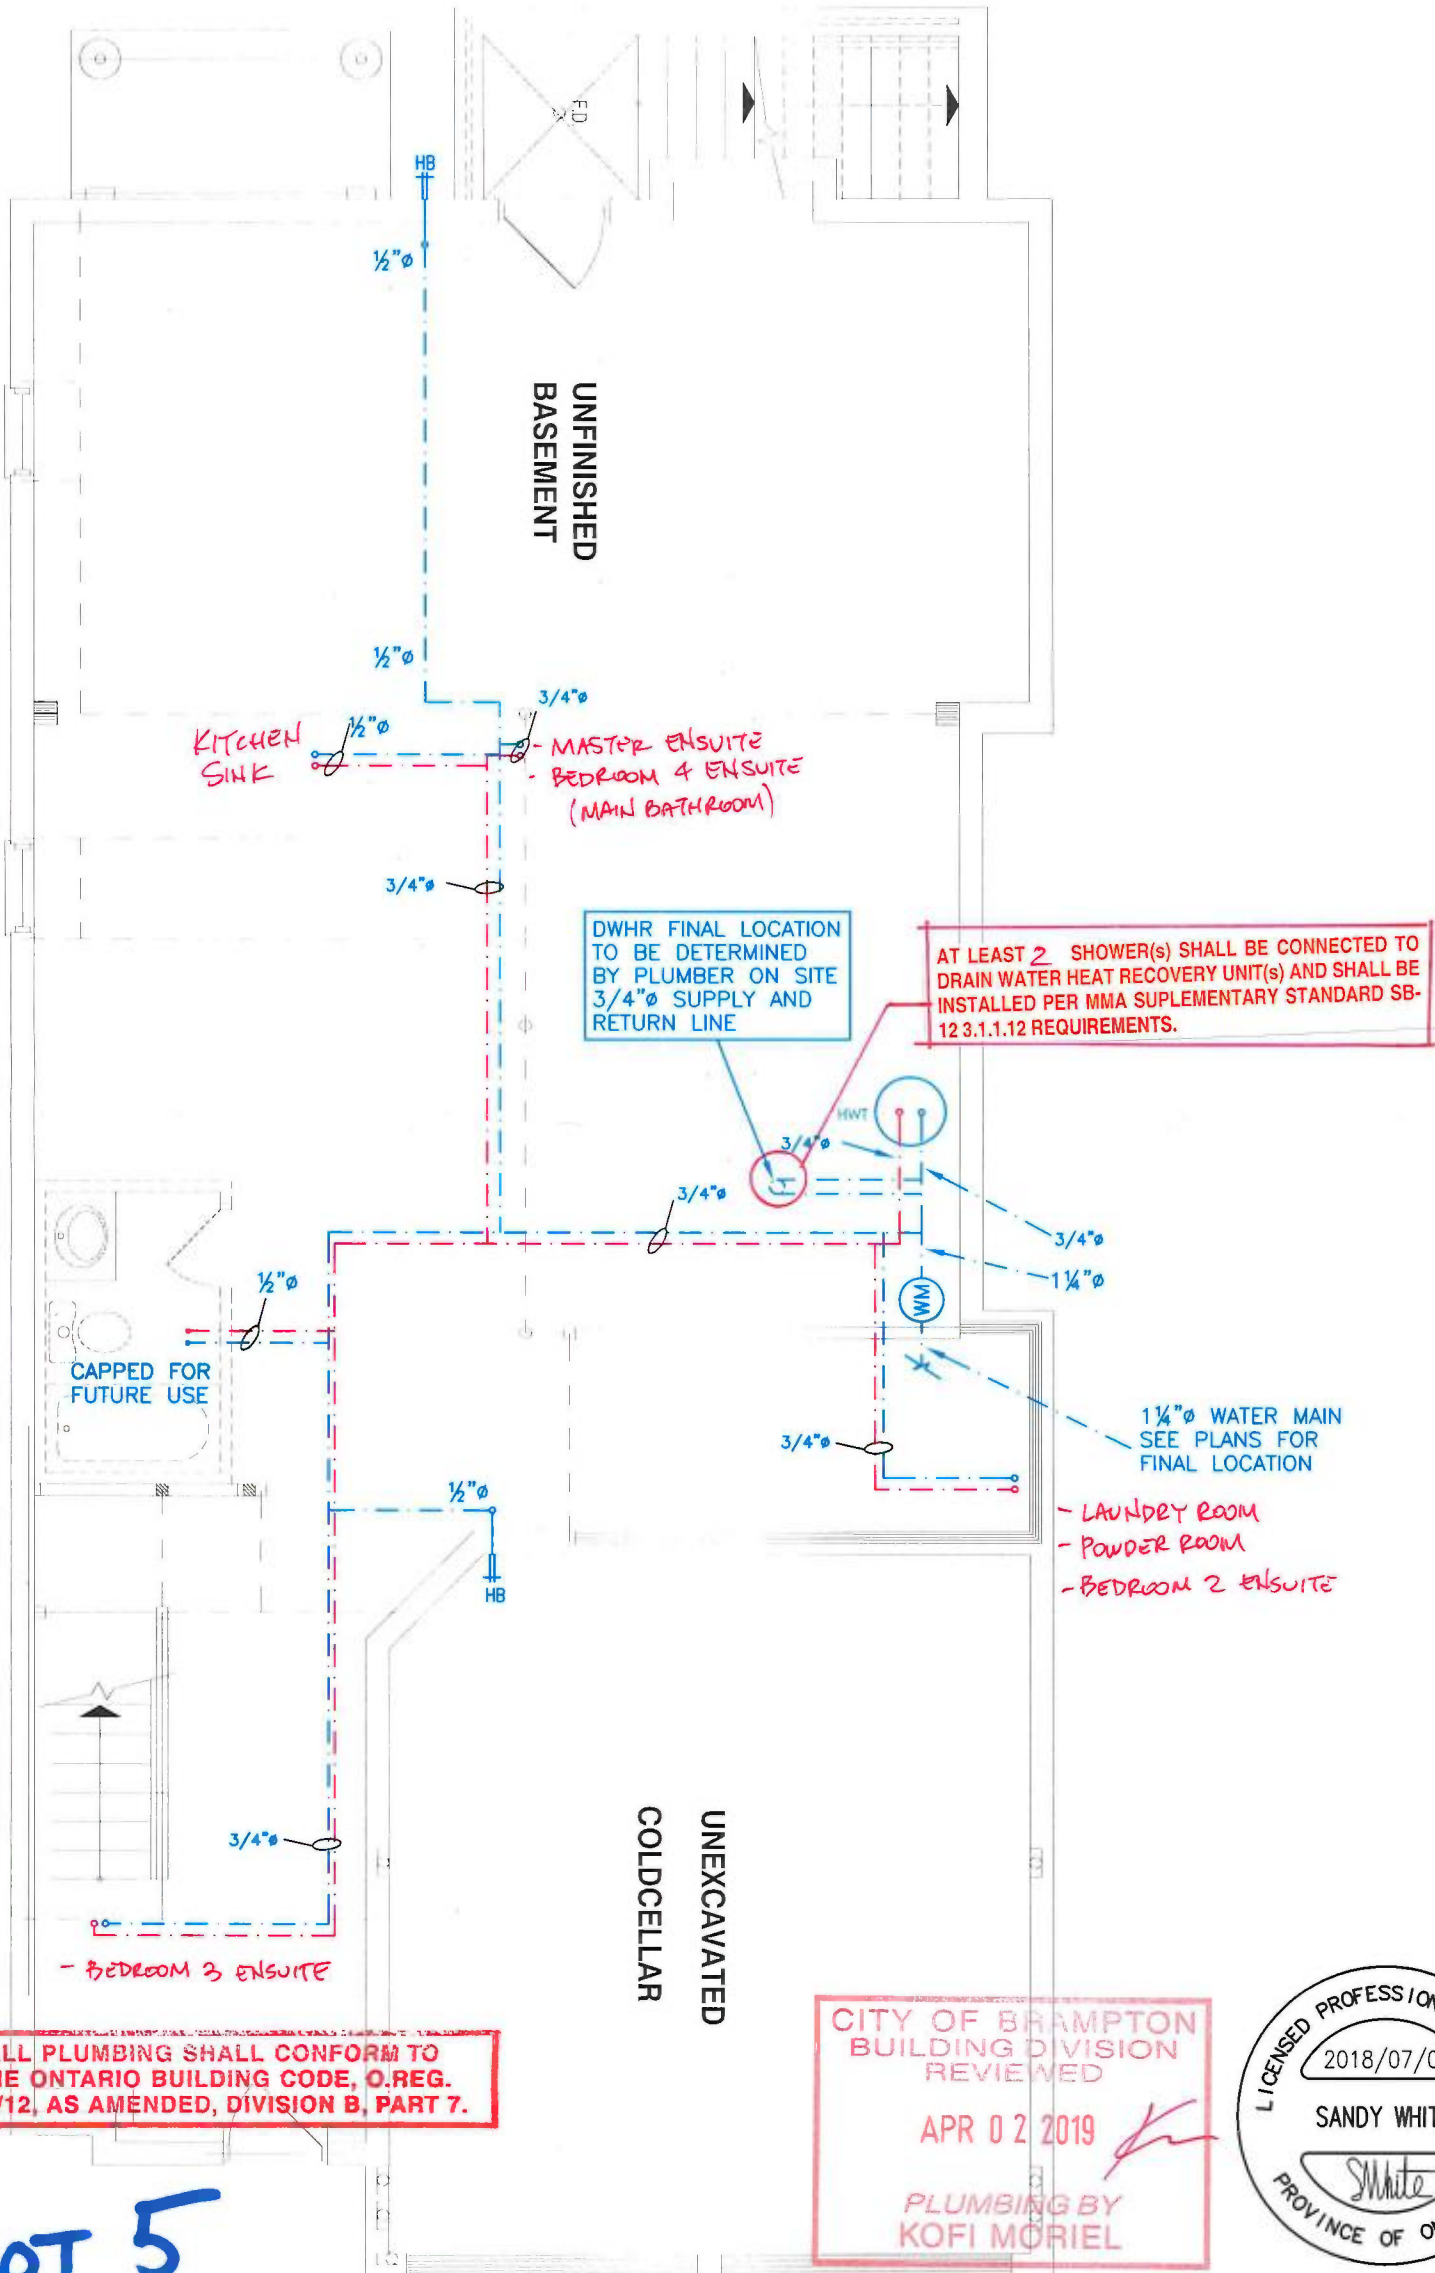 F.D
HB
½"ø
UNFINISHED
BASEMENT
½"ø
3/4"ø
½"ø
KITCHEN
SINK
- MASTER ENSUITE
- BEDROOM 4 ENSUITE
(MAIN BATHROOM)
3/4"ø
DWHR FINAL LOCATION
TO BE DETERMINED
BY PLUMBER ON SITE
3/4"ø SUPPLY AND
RETURN LINE
AT LEAST 2 SHOWER(s) SHALL BE CONNECTED TO
DRAIN WATER HEAT RECOVERY UNIT(s) AND SHALL BE
INSTALLED PER MMA SUPLEMENTARY STANDARD SB-
12 3.1.1.12 REQUIREMENTS.
HWT
3/4"ø
3/4"ø
3/4"ø
1¼"ø
WM
½"ø
CAPPED FOR
FUTURE USE
1¼"ø WATER MAIN
SEE PLANS FOR
FINAL LOCATION
3/4"ø
½"ø
HB
- LAUNDRY ROOM
- POWDER ROOM
- BEDROOM 2 ENSUITE
UNEXCAVATED
COLDCELLAR
3/4"ø
- BEDROOM 3 ENSUITE
LL PLUMBING SHALL CONFORM TO
E ONTARIO BUILDING CODE, O.REG.
/12, AS AMENDED, DIVISION B, PART 7.
CITY OF BRAMPTON
BUILDING DIVISION
REVIEWED
APR 02 2019
PLUMBING BY
KOFI MORIEL
LICENSED PROFESSION
2018/07/0
SANDY WHIT
SWhite
PROVINCE OF O
OT 5